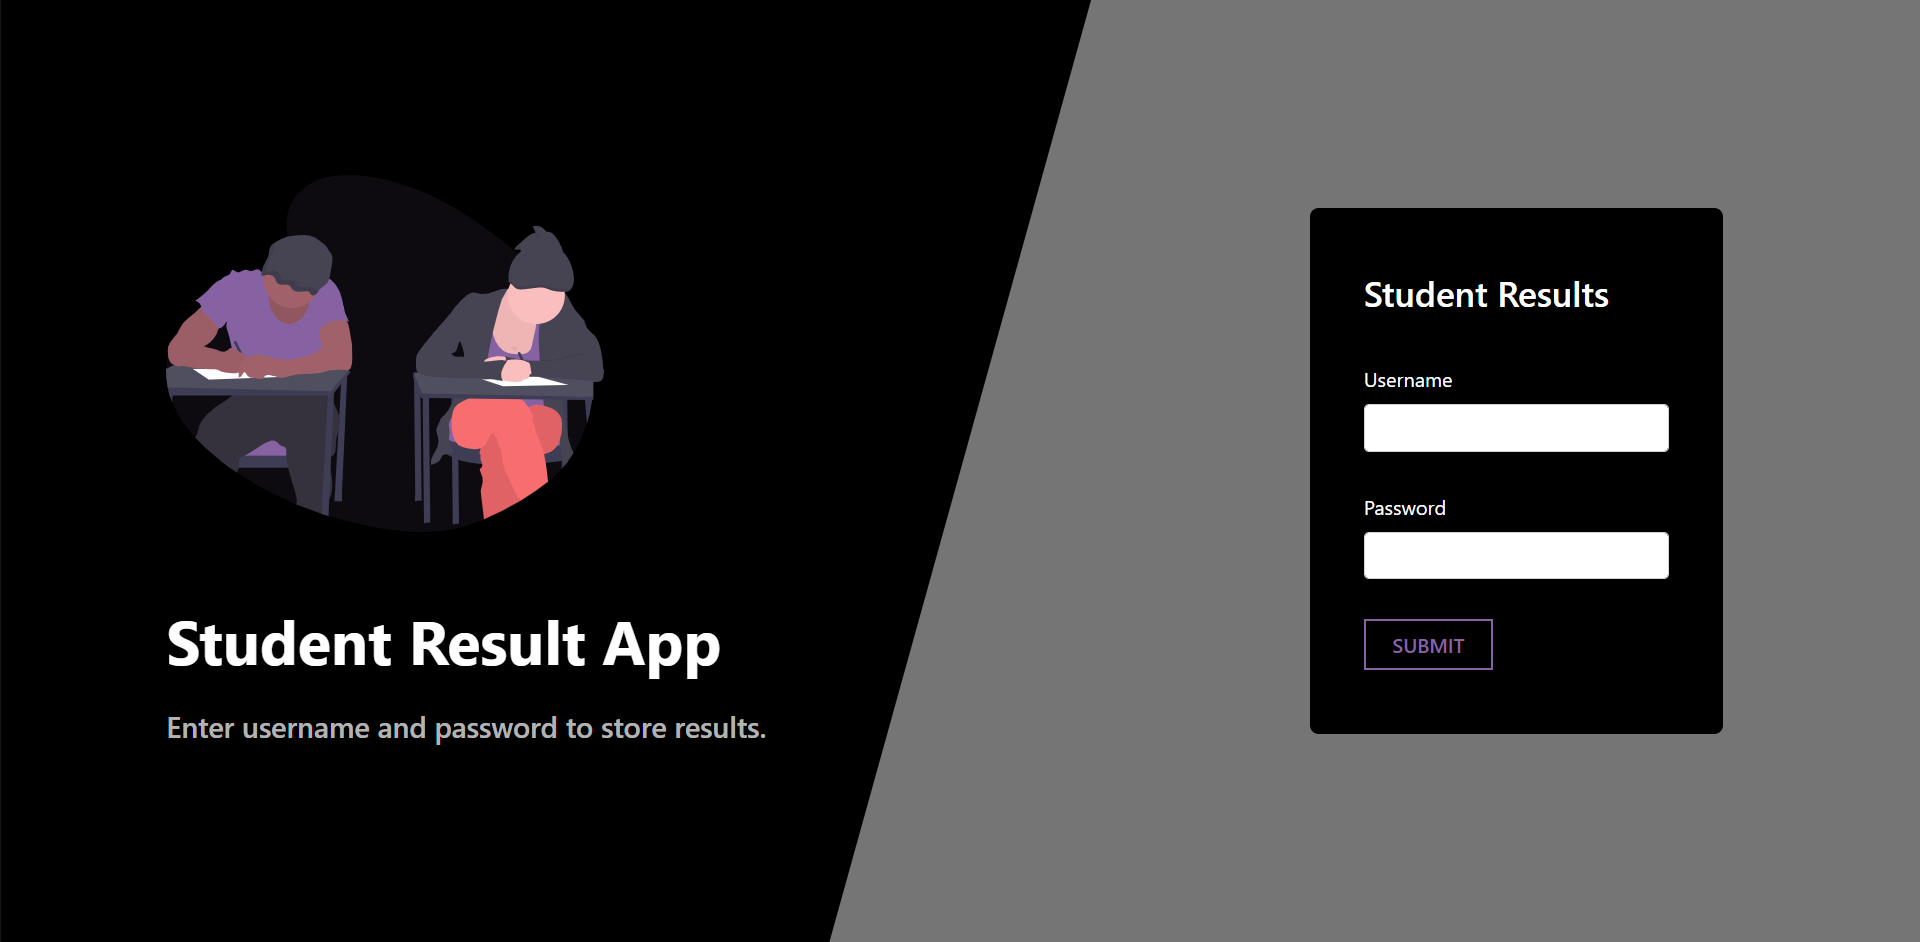 Student Result App
Enter username and password to store results.
Student Results
Username
Password
SUBMIT